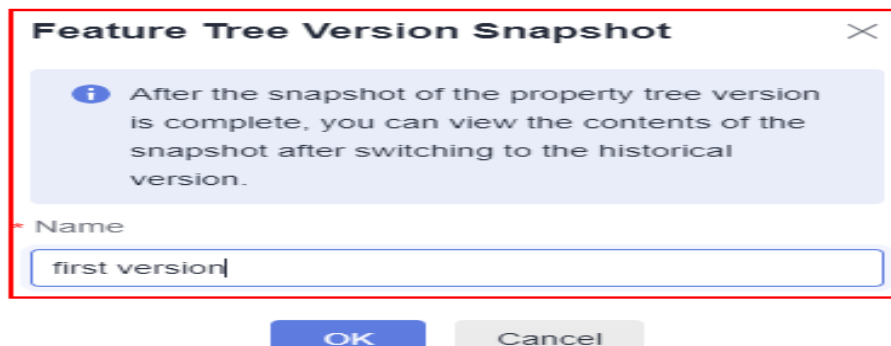 Feature Tree Version Snapshot
After the snapshot of the property tree version
is complete, you can view the contents of the
snapshot after switching to the historical
version.
* Name
first version
OK Cancel